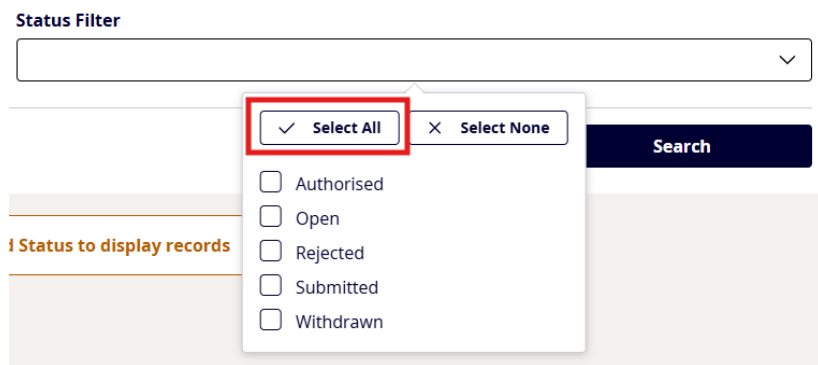 Status Filter
Select All
Select None
Search
Authorised
Open
Status to display records
Rejected
Submitted
Withdrawn